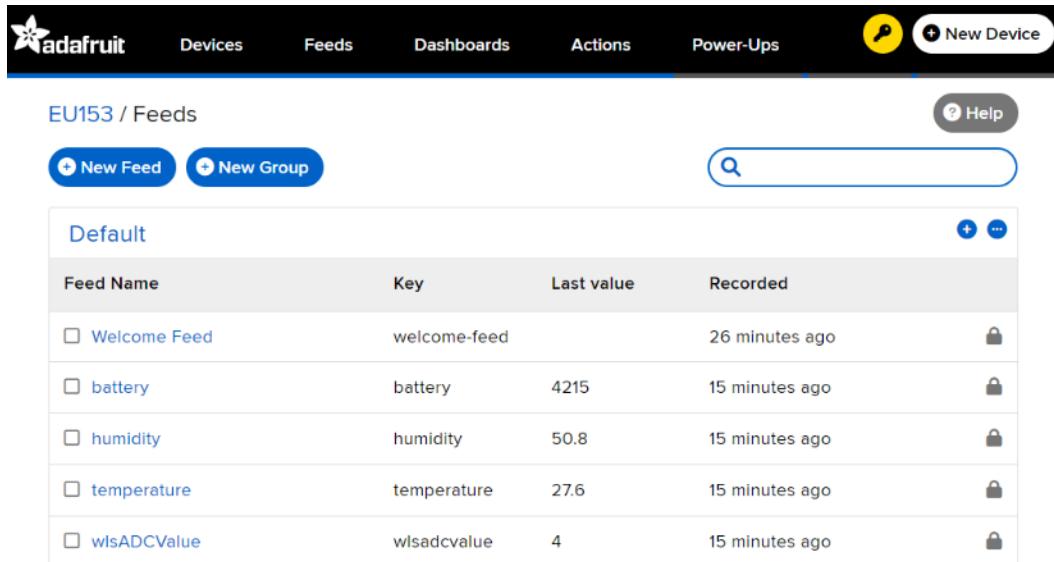 adafruit Devices Feeds Dashboards Actions Power-Ups New Device
EU153 / Feeds Help
New Feed New Group
Default
Feed Name Key Last value Recorded
Welcome Feed welcome-feed 26 minutes ago
battery battery 4215 15 minutes ago
humidity humidity 50.8 15 minutes ago
temperature temperature 27.6 15 minutes ago
wlsADCValue wlsadcvalue 4 15 minutes ago